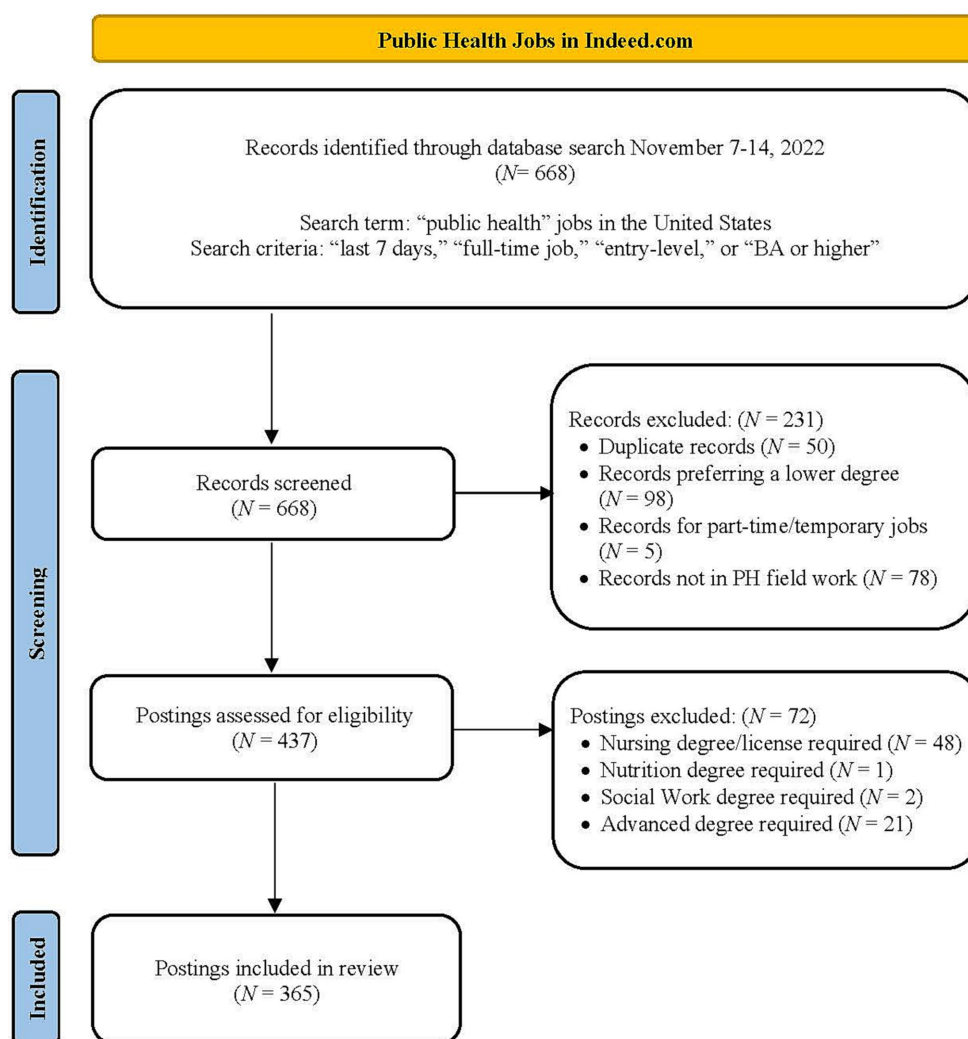 Public Health Jobs in Indeed.com
Identification
Records identified through database search November 7-14, 2022
(N= 668)
Search term: “public health” jobs in the United States
Search criteria: “last 7 days,” “full-time job,” “entry-level,” or “BA or higher”
Screening
Records screened
(N = 668)
Records excluded: (N = 231)
• Duplicate records (N = 50)
• Records preferring a lower degree
(N = 98)
• Records for part-time/temporary jobs
(N = 5)
• Records not in PH field work (N = 78)
Postings assessed for eligibility
(N = 437)
Postings excluded: (N = 72)
• Nursing degree/license required (N = 48)
• Nutrition degree required (N = 1)
• Social Work degree required (N = 2)
• Advanced degree required (N = 21)
Included
Postings included in review
(N = 365)